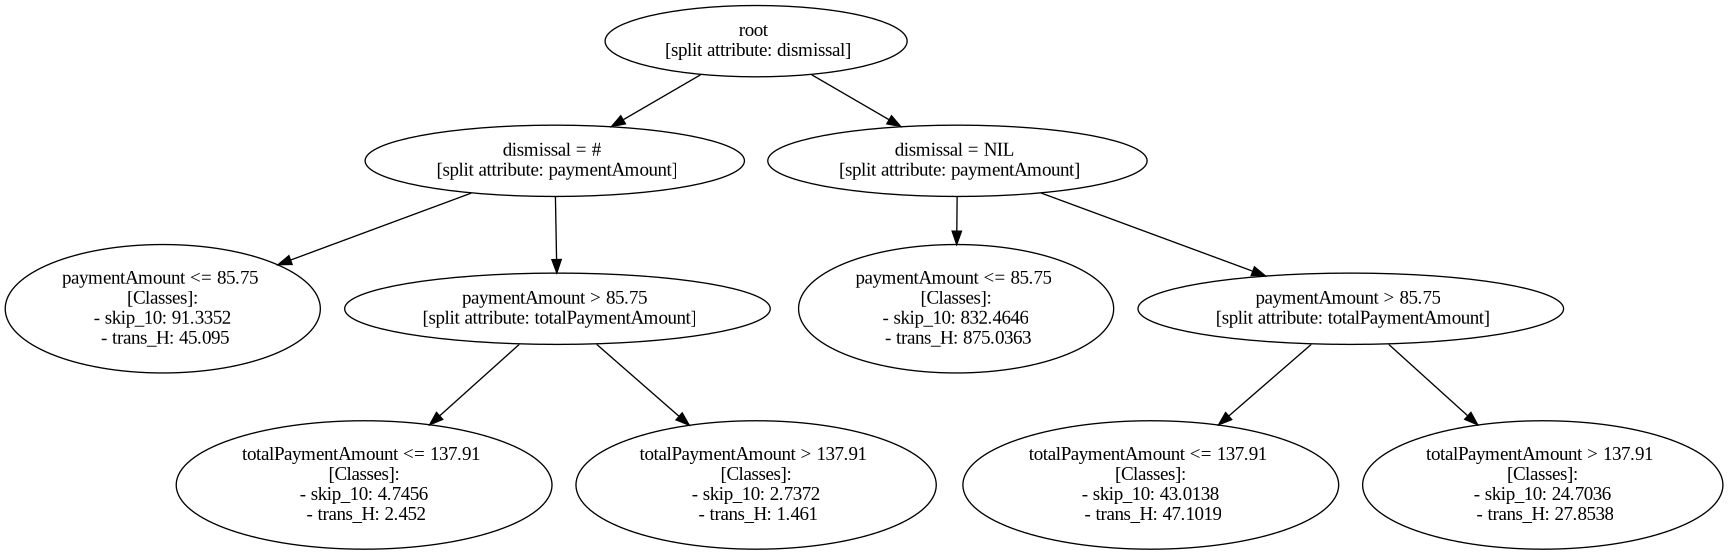 root
[split attribute: dismissal]
dismissal = #
[split attribute: paymentAmount]
dismissal = NIL
[split attribute: paymentAmount]
paymentAmount <= 85.75
[Classes]:
- skip_10: 91.3352
- trans_H: 45.095
paymentAmount > 85.75
[split attribute: totalPaymentAmount]
paymentAmount <= 85.75
[Classes]:
- skip_10: 832.4646
- trans_H: 875.0363
paymentAmount > 85.75
[split attribute: totalPaymentAmount]
totalPaymentAmount <= 137.91
[Classes]:
- skip_10: 4.7456
- trans_H: 2.452
totalPaymentAmount > 137.91
[Classes]:
- skip_10: 2.7372
- trans_H: 1.461
totalPaymentAmount <= 137.91
[Classes]:
- skip_10: 43.0138
- trans_H: 47.1019
totalPaymentAmount > 137.91
[Classes]:
- skip_10: 24.7036
- trans_H: 27.8538